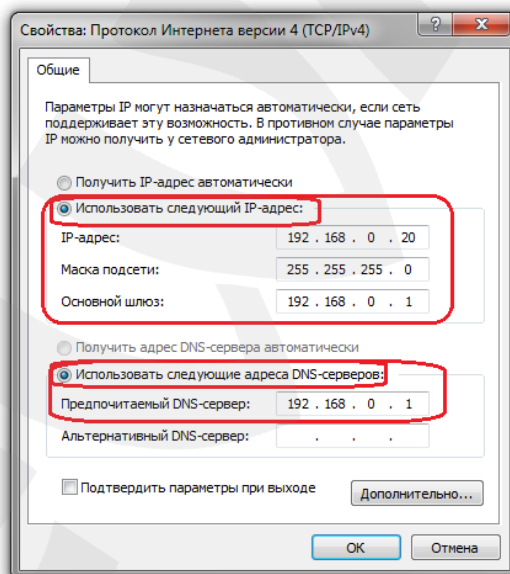 Свойства: Протокол Интернета версии 4 (TCP/IPv4)
?
X
Общие
Параметры IP могут назначаться автоматически, если сеть
поддерживает эту возможность. В противном случае параметры
IP можно получить у сетевого администратора.
Получить IP-адрес автоматически
Использовать следующий IP-адрес:
IP-адрес: 192 . 168 . 0 . 20
Маска подсети: 255 . 255 . 255 . 0
Основной шлюз: 192 . 168 . 0 . 1
Получить адрес DNS-сервера автоматически
Использовать следующие адреса DNS-серверов:
Предпочитаемый DNS-сервер: 192 . 168 . 0 . 1
Альтернативный DNS-сервер: . . .
Подтвердить параметры при выходе
Дополнительно...
ОК
Отмена